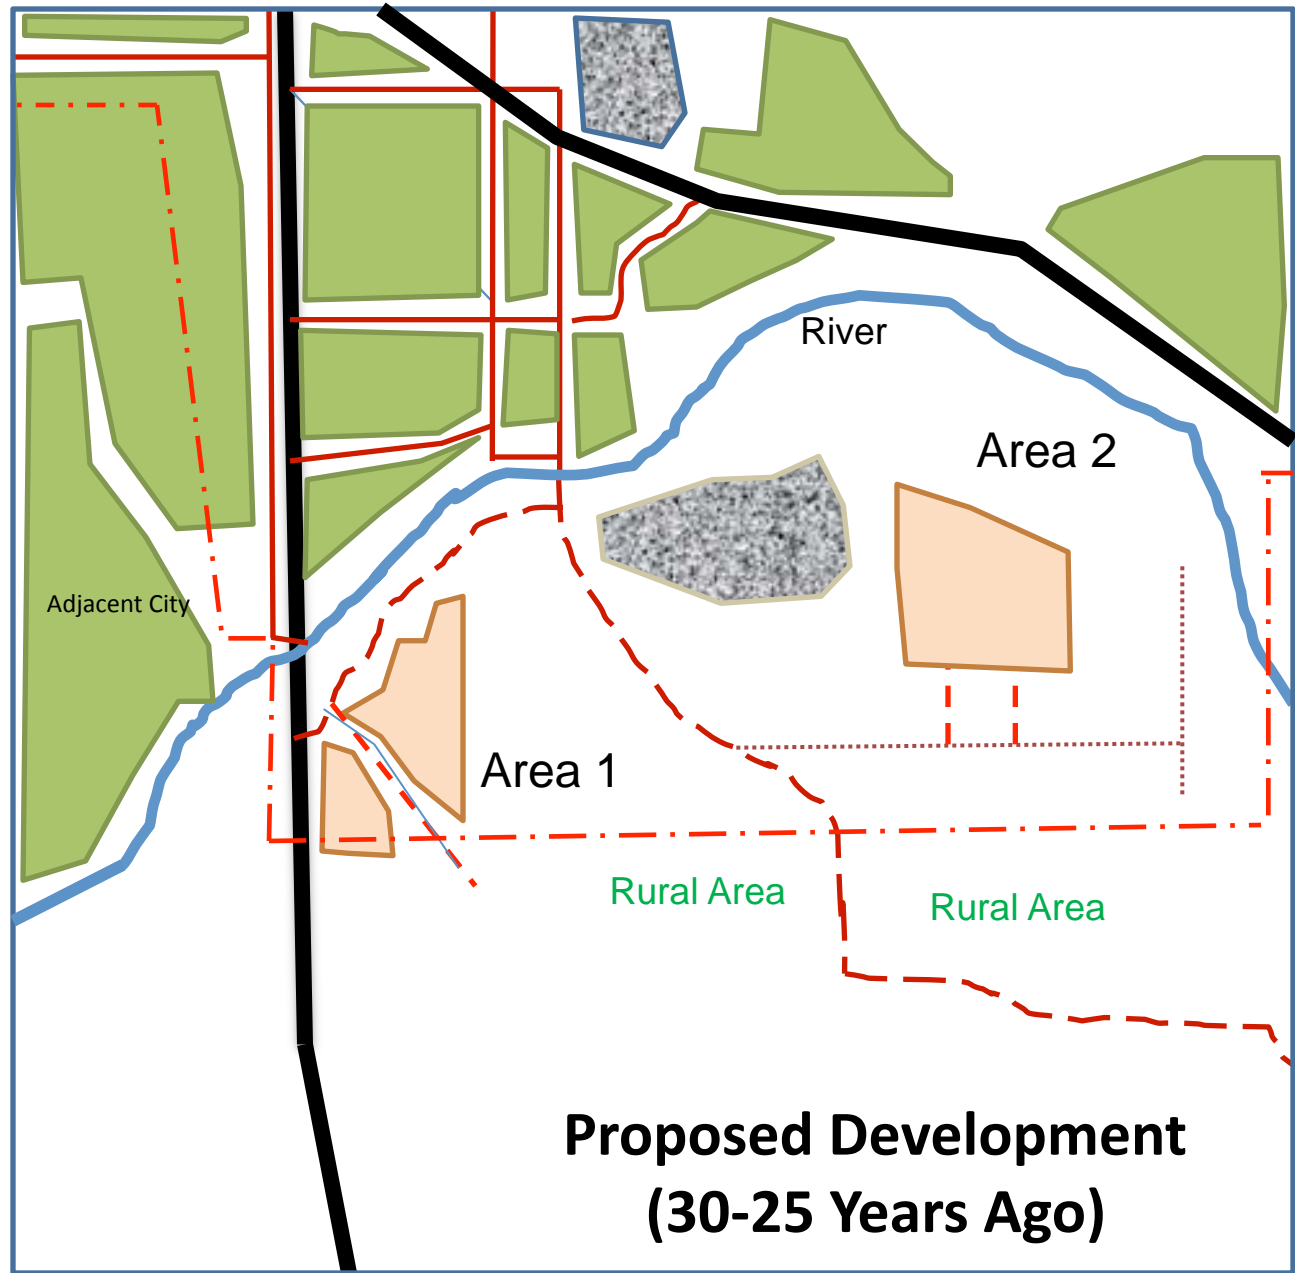 River
Area 2
Adjacent City
Area 1
Rural Area
Rural Area
Proposed Development
(30-25 Years Ago)